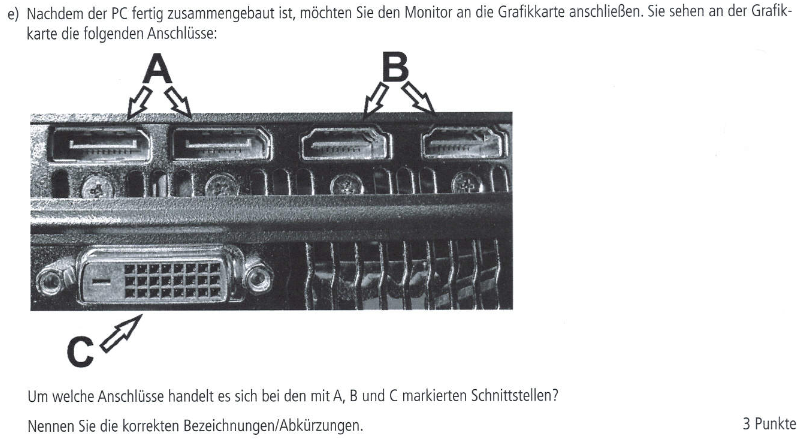 e) Nachdem der PC fertig zusammengebaut ist, möchten Sie den Monitor an die Grafikkarte anschließen. Sie sehen an der Grafik-
karte die folgenden Anschlüsse:
A
B
C
Um welche Anschlüsse handelt es sich bei den mit A, B und C markierten Schnittstellen?
Nennen Sie die korrekten Bezeichnungen/Abkürzungen.
3 Punkte